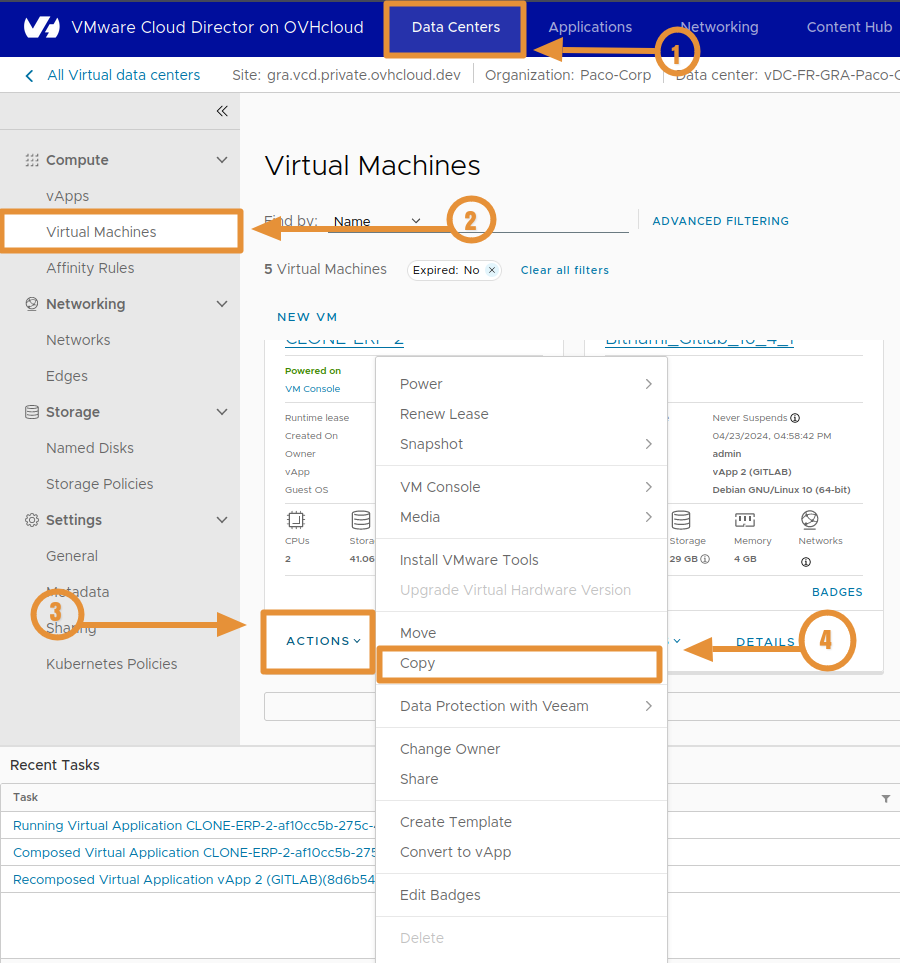 VMware Cloud Director on OVHcloud Data Centers Applications Networking Content Hub
1
All Virtual data centers Site: gra.vcd.private.ovhcloud.dev Organization: Paco-Corp Data center: vDC-FR-GRA-Paco-C
Compute
vApps
Virtual Machines
Affinity Rules
Networking
Networks
Edges
Storage
Named Disks
Storage Policies
Settings
General
Metadata
3
Sharing
Kubernetes Policies
Virtual Machines
Find by: Name
2
ADVANCED FILTERING
5 Virtual Machines Expired: No × Clear all filters
NEW VM
CLONE-ERP-2
Powered on
VM Console
Runtime lease
Created On
Owner
vApp
Guest OS
CPUs
2
Storag
41.06
ACTIONS
Power
Renew Lease
Snapshot
VM Console
Media
Install VMware Tools
Upgrade Virtual Hardware Version
Move
Copy
Data Protection with Veeam
Change Owner
Share
Create Template
Convert to vApp
Edit Badges
Delete
Bitnami_Gitlab_10_4_1
Never Suspends
04/23/2024, 04:58:42 PM
admin
vApp 2 (GITLAB)
Debian GNU/Linux 10 (64-bit)
Storage Memory Networks
29 GB 4 GB
BADGES
DETAILS
4
Recent Tasks
Task
Running Virtual Application CLONE-ERP-2-af10cc5b-275c-
Composed Virtual Application CLONE-ERP-2-af10cc5b-275
Recomposed Virtual Application vApp 2 (GITLAB)(8d6b54